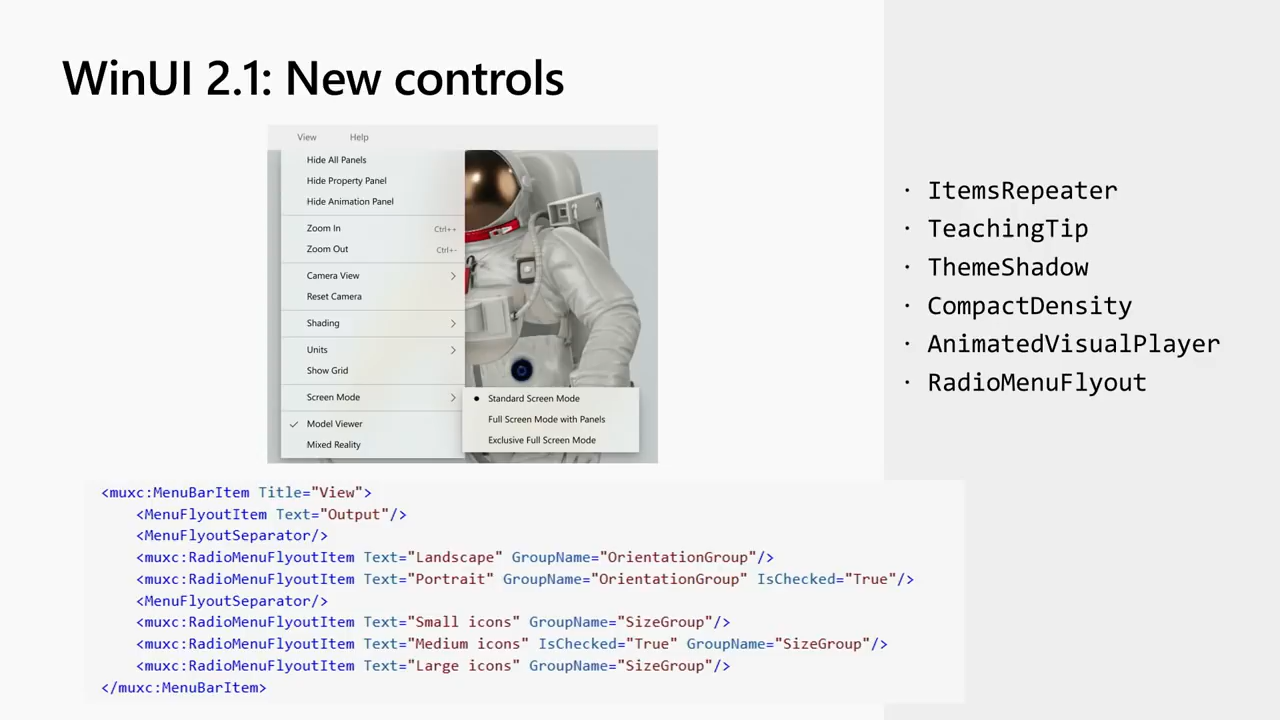 WinUI 2.1: New controls
View Help
Hide All Panels
Hide Property Panel
Hide Animation Panel
Zoom In Ctrl++
Zoom Out Ctrl+-
Camera View
Reset Camera
Shading
Units
Show Grid
Screen Mode
Model Viewer
Mixed Reality
Standard Screen Mode
Full Screen Mode with Panels
Exclusive Full Screen Mode
· ItemsRepeater
· TeachingTip
· ThemeShadow
· CompactDensity
· AnimatedVisualPlayer
· RadioMenuFlyout
<muxc:MenuBarItem Title="View">
    <MenuFlyoutItem Text="Output"/>
    <MenuFlyoutSeparator/>
    <muxc:RadioMenuFlyoutItem Text="Landscape" GroupName="OrientationGroup"/>
    <muxc:RadioMenuFlyoutItem Text="Portrait" GroupName="OrientationGroup" IsChecked="True"/>
    <MenuFlyoutSeparator/>
    <muxc:RadioMenuFlyoutItem Text="Small icons" GroupName="SizeGroup"/>
    <muxc:RadioMenuFlyoutItem Text="Medium icons" IsChecked="True" GroupName="SizeGroup"/>
    <muxc:RadioMenuFlyoutItem Text="Large icons" GroupName="SizeGroup"/>
</muxc:MenuBarItem>